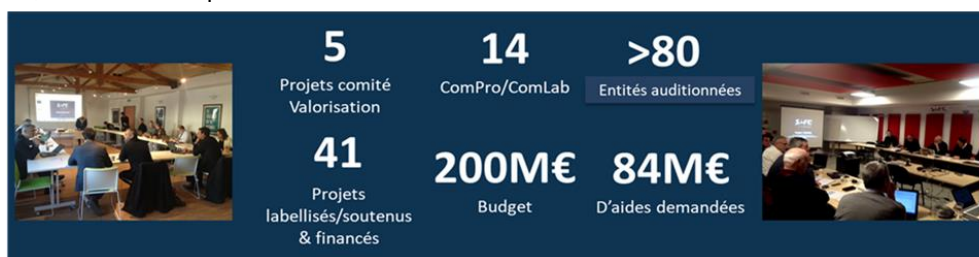 5
Projets comité
Valorisation
14
ComPro/ComLab
>80
Entités auditionnées
41
Projets
labellisés/soutenus
& financés
200M€
Budget
84M€
D'aides demandées